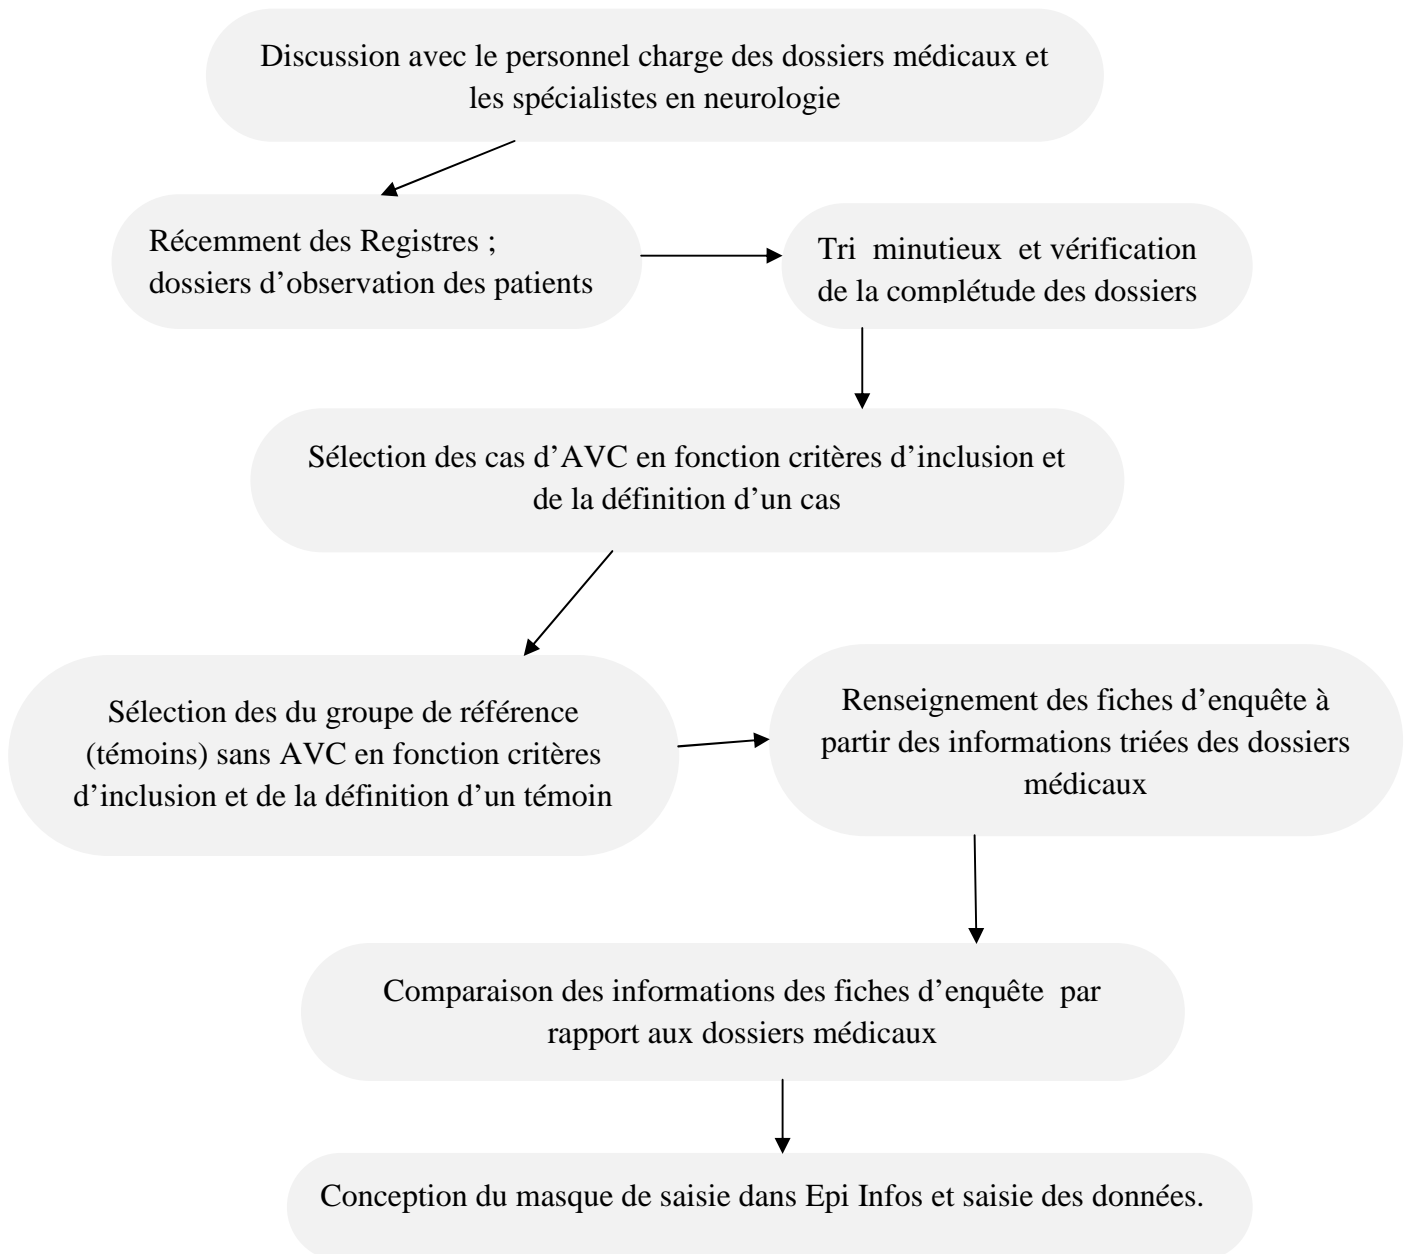 Discussion avec le personnel charge des dossiers médicaux et
les spécialistes en neurologie
Récemment des Registres ;
dossiers d’observation des patients
Tri minutieux et vérification
de la complétude des dossiers
Sélection des cas d’AVC en fonction critères d’inclusion et
de la définition d’un cas
Sélection des du groupe de référence
(témoins) sans AVC en fonction critères
d’inclusion et de la définition d’un témoin
Renseignement des fiches d’enquête à
partir des informations triées des dossiers
médicaux
Comparaison des informations des fiches d’enquête par
rapport aux dossiers médicaux
Conception du masque de saisie dans Epi Infos et saisie des données.